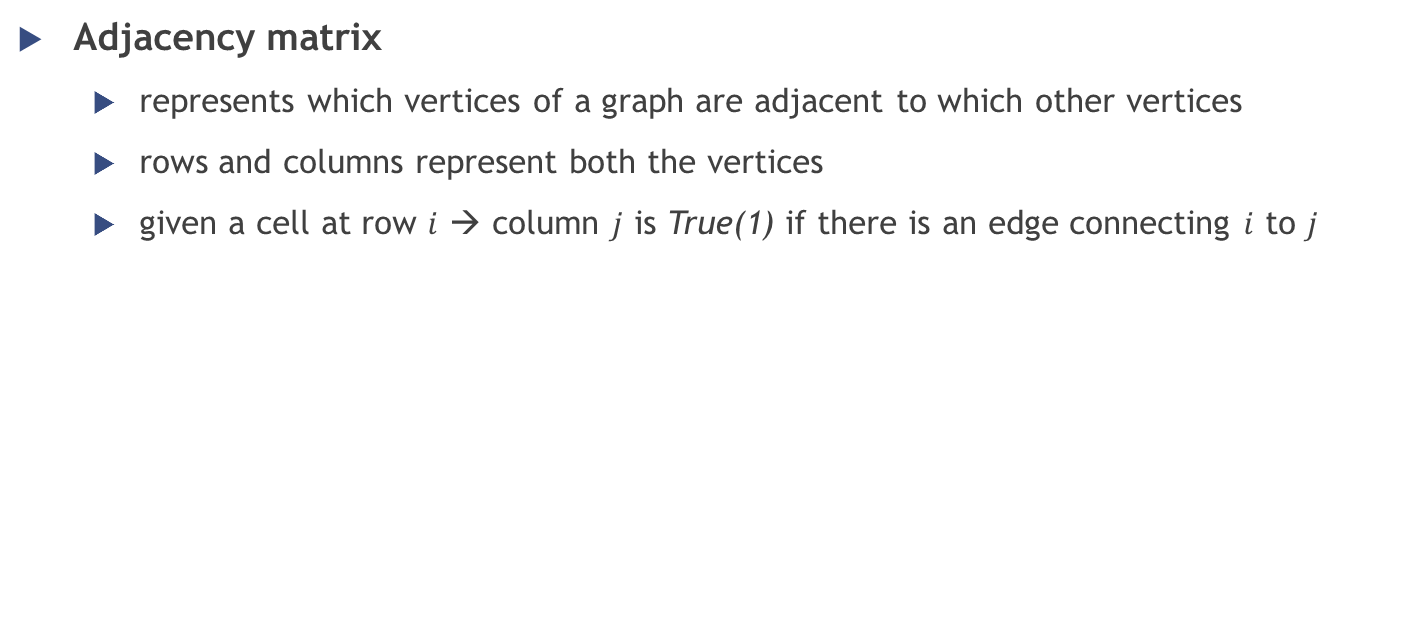 Adjacency matrix
represents which vertices of a graph are adjacent to which other vertices
rows and columns represent both the vertices
given a cell at row i → column j is True(1) if there is an edge connecting i to j